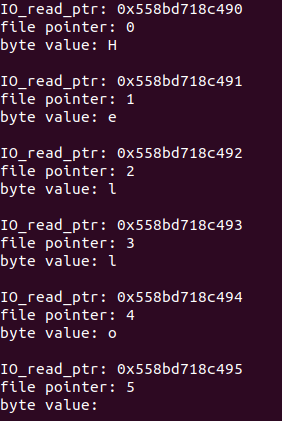 IO_read_ptr: 0x558bd718c490
file pointer: 0
byte value: H
IO_read_ptr: 0x558bd718c491
file pointer: 1
byte value: e
IO_read_ptr: 0x558bd718c492
file pointer: 2
byte value: l
IO_read_ptr: 0x558bd718c493
file pointer: 3
byte value: l
IO_read_ptr: 0x558bd718c494
file pointer: 4
byte value: o
IO_read_ptr: 0x558bd718c495
file pointer: 5
byte value: